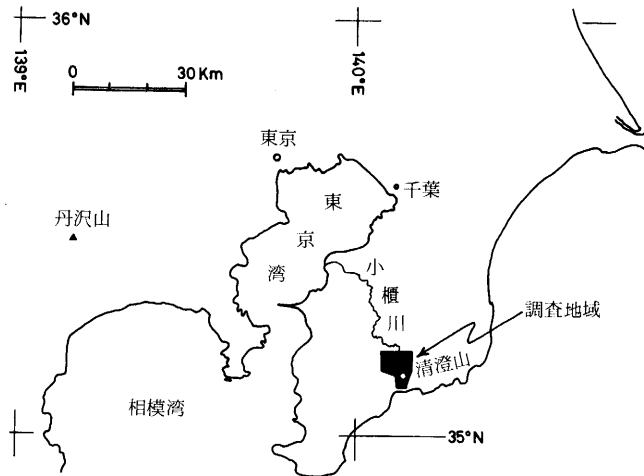 36°N
139°E
140°E
0 30 Km
東京
千葉
丹沢山
東京湾
小櫃川
調査地域
清澄山
相模湾
35°N